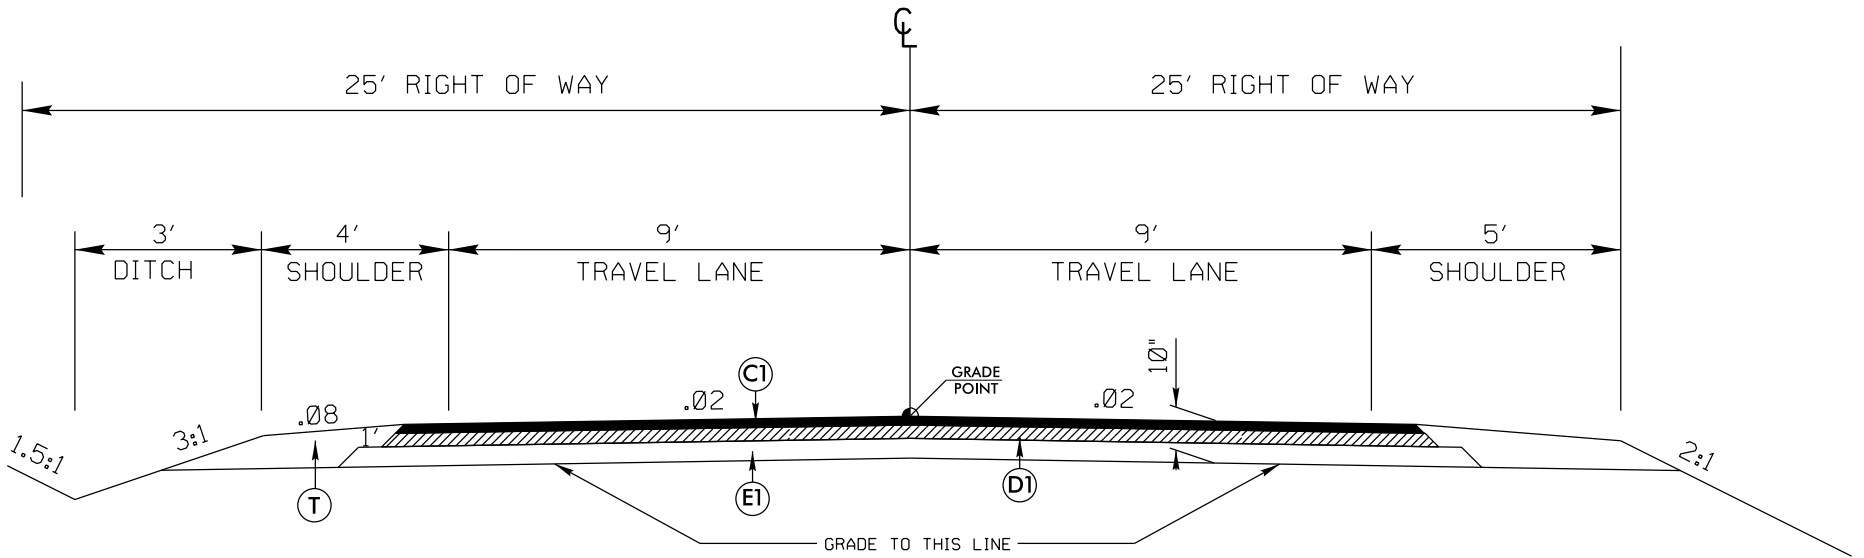 ℄
25' RIGHT OF WAY
25' RIGHT OF WAY
3'
4'
9'
9'
5'
DITCH
SHOULDER
TRAVEL LANE
TRAVEL LANE
SHOULDER
10"
C1
GRADE
POINT
.02
.02
.08
1'
1.5:1
3:1
2:1
T
E1
D1
GRADE TO THIS LINE